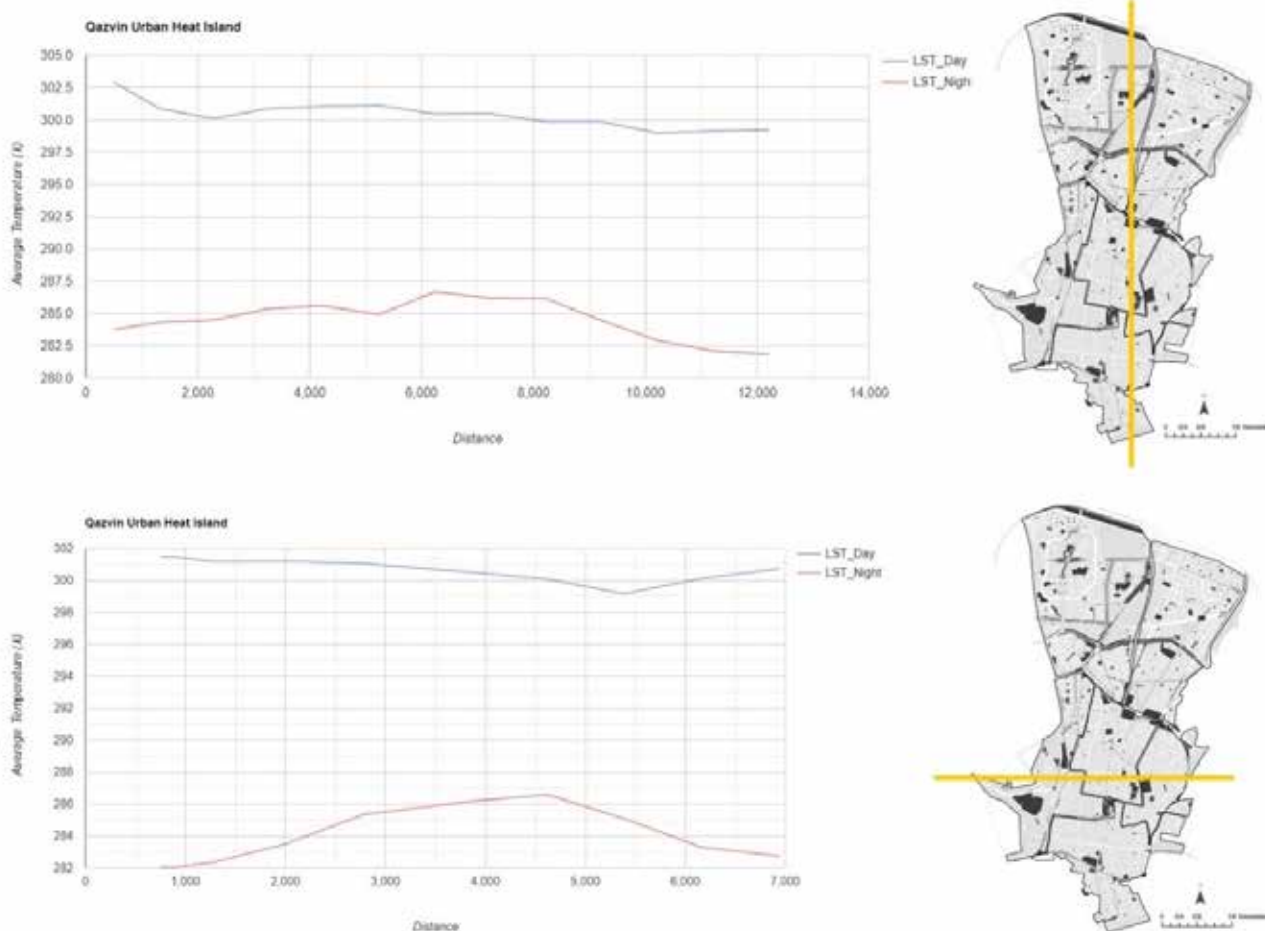 Qazvin Urban Heat Island
305.0
302.5
300.0
297.5
295.0
292.5
290.0
287.5
285.0
282.5
280.0
Average Temperature (K)
0 2,000 4,000 6,000 8,000 10,000 12,000 14,000
Distance
LST_Day
LST_Nigh
Qazvin Urban Heat Island
302
300
298
296
294
292
290
288
286
284
282
Average Temperature (K)
0 1,000 2,000 3,000 4,000 5,000 6,000 7,000
Distance
LST_Day
LST_Night